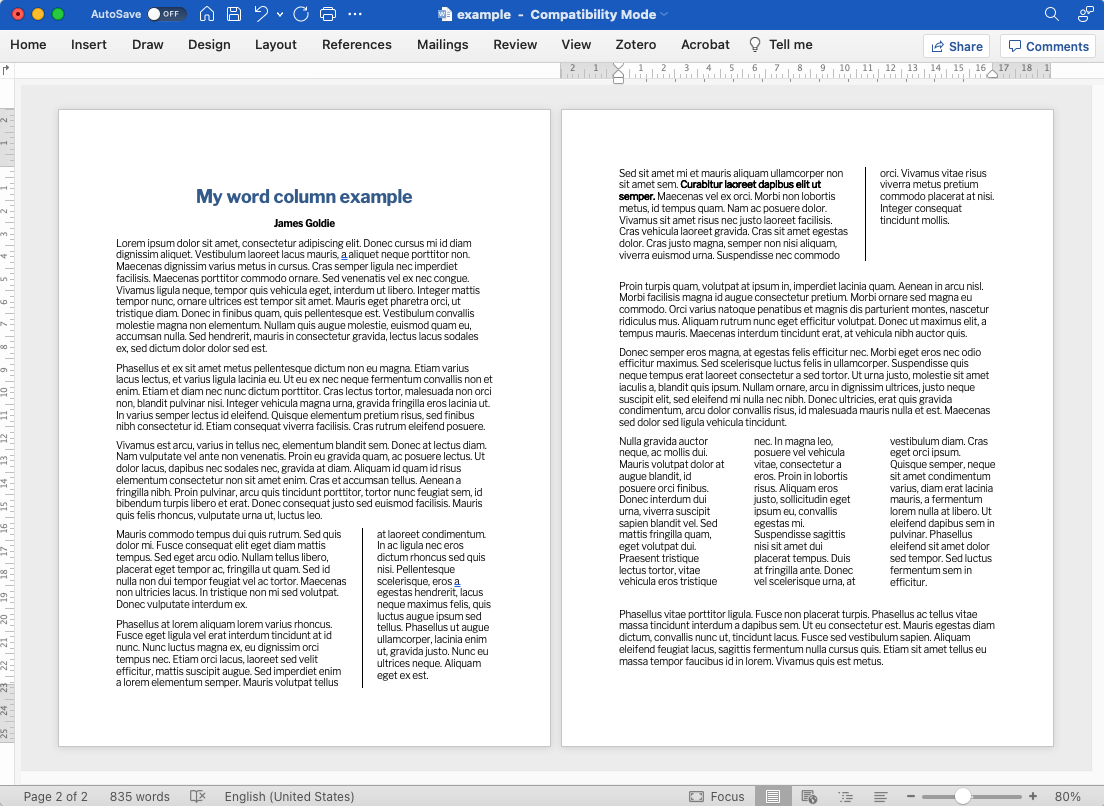 AutoSave OFF example - Compatibility Mode
Home Insert Draw Design Layout References Mailings Review View Zotero Acrobat Tell me Share Comments
2 1 1 2 3 4 5 6 7 8 9 10 11 12 13 14 15 16 17 18 1
My word column example
James Goldie
Lorem ipsum dolor sit amet, consectetur adipiscing elit. Donec cursus mi id diam
dignissim aliquet. Vestibulum laoreet lacus mauris, a aliquet neque porttitor non.
Maecenas dignissim varius metus in cursus. Cras semper ligula nec imperdiet
facilisis. Maecenas porttitor commodo ornare. Sed venenatis vel ex nec congue.
Vivamus ligula neque, tempor quis vehicula eget, interdum ut libero. Integer mattis
tempor nunc, ornare ultrices est tempor sit amet. Mauris eget pharetra orci, ut
tristique diam. Donec in finibus quam, quis pellentesque est. Vestibulum convallis
molestie magna non elementum. Nullam quis augue molestie, euismod quam eu,
accumsan nulla. Sed hendrerit, mauris in consectetur gravida, lectus lacus sodales
ex, sed dictum dolor dolor sed est.
Phasellus et ex sit amet metus pellentesque dictum non eu magna. Etiam varius
lacus lectus, et varius ligula lacinia eu. Ut eu ex nec neque fermentum convallis non et
enim. Etiam et diam nec nunc dictum porttitor. Cras lectus tortor, malesuada non orci
non, blandit pulvinar nisi. Integer vehicula magna urna, gravida fringilla eros lacinia ut.
In varius semper lectus id eleifend. Quisque elementum pretium risus, sed finibus
nibh consectetur id. Etiam consequat viverra facilisis. Cras rutrum eleifend posuere.
Vivamus est arcu, varius in tellus nec, elementum blandit sem. Donec at lectus diam.
Nam vulputate vel ante non venenatis. Proin eu gravida quam, ac posuere lectus. Ut
dolor lacus, dapibus nec sodales nec, gravida at diam. Aliquam id quam id risus
elementum consectetur non sit amet enim. Cras et accumsan tellus. Aenean a
fringilla nibh. Proin pulvinar, arcu quis tincidunt porttitor, tortor nunc feugiat sem, id
bibendum turpis libero et erat. Donec consequat justo sed euismod facilisis. Mauris
quis felis rhoncus, vulputate urna ut, luctus leo.
Mauris commodo tempus dui quis rutrum. Sed quis
dolor mi. Fusce consequat elit eget diam mattis
tempus. Sed eget arcu odio. Nullam tellus libero,
placerat eget tempor ac, fringilla ut quam. Sed id
nulla non dui tempor feugiat vel ac tortor. Maecenas
non ultricies lacus. In tristique non mi sed volutpat.
Donec vulputate interdum ex.
Phasellus at lorem aliquam lorem varius rhoncus.
Fusce eget ligula vel erat interdum tincidunt at id
nunc. Nunc luctus magna ex, eu dignissim orci
tempus nec. Etiam orci lacus, laoreet sed velit
efficitur, mattis suscipit augue. Sed imperdiet enim
a lorem elementum semper. Mauris volutpat tellus
at laoreet condimentum.
In ac ligula nec eros
dictum rhoncus sed quis
nisi. Pellentesque
scelerisque, eros a
egestas hendrerit, lacus
neque maximus felis, quis
luctus augue ipsum sed
tellus. Phasellus ut augue
ullamcorper, lacinia enim
ut, gravida justo. Nunc eu
ultrices neque. Aliquam
eget ex est.
Sed sit amet mi et mauris aliquam ullamcorper non
sit amet sem. Curabitur laoreet dapibus elit ut
semper. Maecenas vel ex orci. Morbi non lobortis
metus, id tempus quam. Nam ac posuere dolor.
Vivamus sit amet risus nec justo laoreet facilisis.
Cras vehicula laoreet gravida. Cras sit amet egestas
dolor. Cras justo magna, semper non nisi aliquam,
viverra euismod urna. Suspendisse nec commodo
orci. Vivamus vitae risus
viverra metus pretium
commodo placerat at nisi.
Integer consequat
tincidunt mollis.
Proin turpis quam, volutpat at ipsum in, imperdiet lacinia quam. Aenean in arcu nisl.
Morbi facilisis magna id augue consectetur pretium. Morbi ornare sed magna eu
commodo. Orci varius natoque penatibus et magnis dis parturient montes, nascetur
ridiculus mus. Aliquam rutrum nunc eget efficitur volutpat. Donec ut maximus elit, a
tempus mauris. Maecenas interdum tincidunt erat, at vehicula nibh auctor quis.
Donec semper eros magna, at egestas felis efficitur nec. Morbi eget eros nec odio
efficitur maximus. Sed scelerisque luctus felis in ullamcorper. Suspendisse quis
neque tempus erat laoreet consectetur a sed tortor. Ut urna justo, molestie sit amet
iaculis a, blandit quis ipsum. Nullam ornare, arcu in dignissim ultrices, justo neque
suscipit elit, sed eleifend mi nulla nec nibh. Donec ultricies, erat quis gravida
condimentum, arcu dolor convallis risus, id malesuada mauris nulla et est. Maecenas
sed dolor sed ligula vehicula tincidunt.
Nulla gravida auctor
neque, ac mollis dui.
Mauris volutpat dolor at
augue blandit, id
posuere orci finibus.
Donec interdum dui
urna, viverra suscipit
sapien blandit vel. Sed
mattis fringilla quam,
eget volutpat dui.
Praesent tristique
lectus tortor, vitae
vehicula eros tristique
nec. In magna leo,
posuere vel vehicula
vitae, consectetur a
eros. Proin in lobortis
risus. Aliquam eros
justo, sollicitudin eget
ipsum eu, convallis
egestas mi.
Suspendisse sagittis
nisi sit amet dui
placerat tempus. Duis
at fringilla ante. Donec
vel scelerisque urna, at
vestibulum diam. Cras
eget orci ipsum.
Quisque semper, neque
sit amet condimentum
varius, diam erat lacinia
mauris, a fermentum
lorem nulla at libero. Ut
eleifend dapibus sem in
pulvinar. Phasellus
eleifend sit amet dolor
sed tempor. Sed luctus
fermentum sem in
efficitur.
Phasellus vitae porttitor ligula. Fusce non placerat turpis. Phasellus ac tellus vitae
massa tincidunt interdum a dapibus sem. Ut eu consectetur est. Mauris egestas diam
dictum, convallis nunc ut, tincidunt lacus. Fusce sed vestibulum sapien. Aliquam
eleifend feugiat lacus, sagittis fermentum nulla cursus quis. Etiam sit amet tellus eu
massa tempor faucibus id in lorem. Vivamus quis est metus.
Page 2 of 2 835 words English (United States) Focus 80%